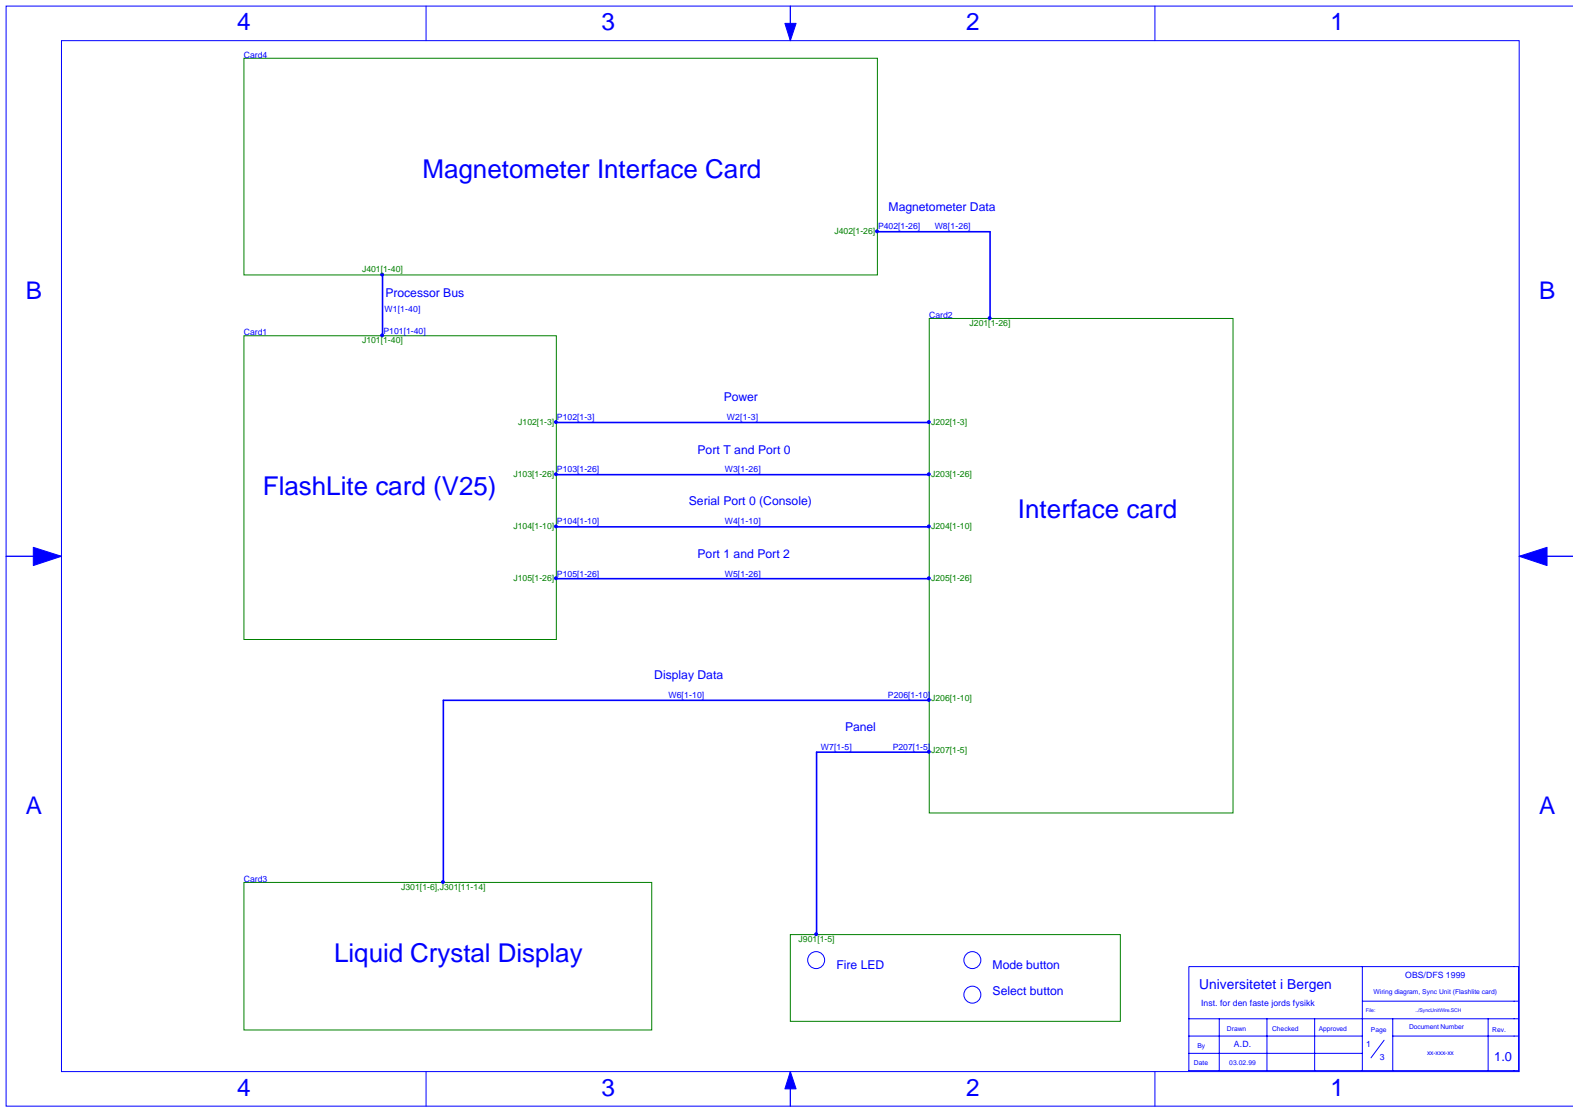 4 3 2 1
Card4
Magnetometer Interface Card
Magnetometer Data
J402[1-26] P402[1-26] W8[1-26]
J401[1-40]
B B
Processor Bus
W1[1-40]
Card1 P101[1-40]
J101[1-40]
Card2
J201[1-26]
Power
J102[1-3] P102[1-3] W2[1-3] J202[1-3]
Port T and Port 0
J103[1-26] P103[1-26] W3[1-26] J203[1-26]
FlashLite card (V25)
Serial Port 0 (Console)
Interface card
J104[1-10] P104[1-10] W4[1-10] J204[1-10]
Port 1 and Port 2
J105[1-26] P105[1-26] W5[1-26] J205[1-26]
Display Data
W6[1-10] P206[1-10] J206[1-10]
Panel
W7[1-5] P207[1-5] J207[1-5]
A A
Card3
J301[1-6],J301[11-14]
Liquid Crystal Display
J901[1-5]
Fire LED Mode button
Select button
Universitetet i Bergen
Inst. for den faste jords fysikk
OBS/DFS 1999
Wiring diagram, Sync Unit (Flashlite card)
File: ../SyncUnitWire.SCH
Drawn Checked Approved Page Document Number Rev.
By A.D. 1/3 xx-xxx-xx 1.0
Date 03.02.99
4 3 2 1